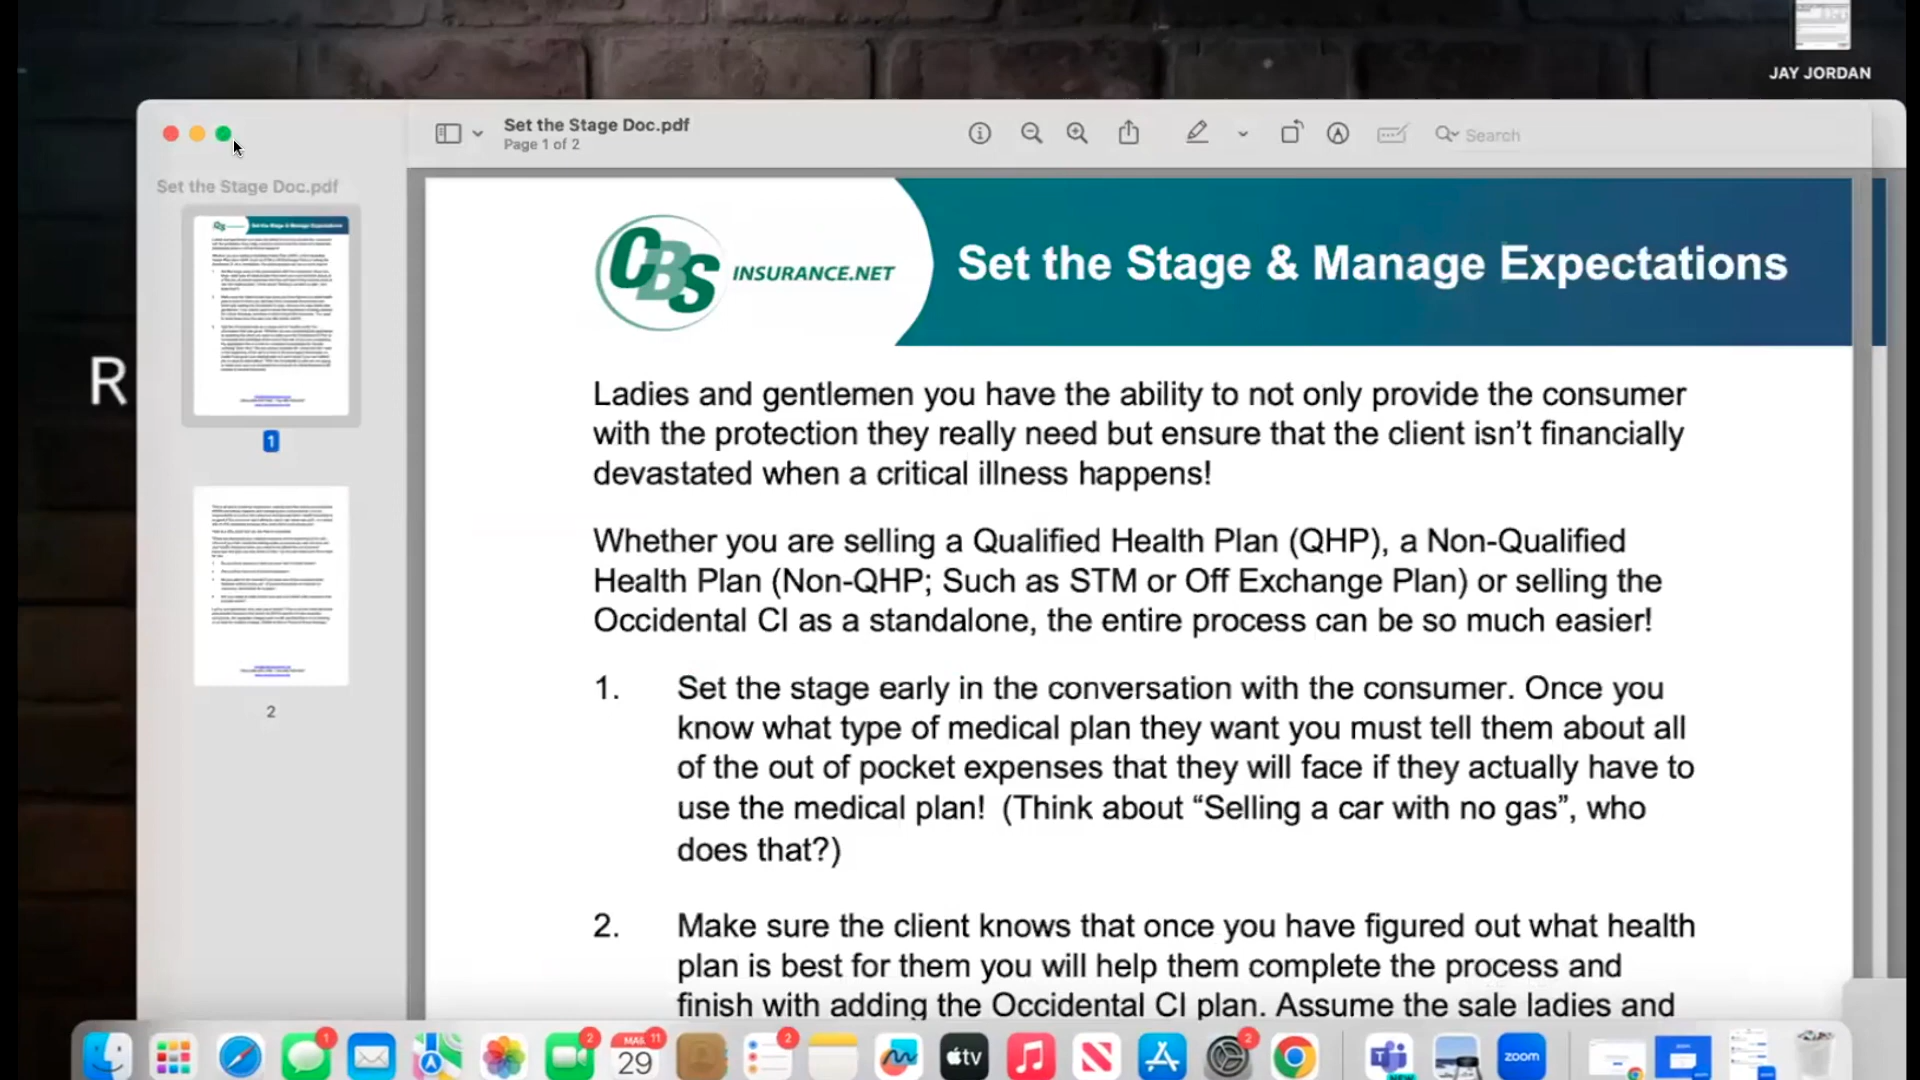 JAY JORDAN
Set the Stage Doc.pdf
Page 1 of 2
Search
Set the Stage Doc.pdf
1
2
R
CBS
INSURANCE.NET
Set the Stage & Manage Expectations
Ladies and gentlemen you have the ability to not only provide the consumer
with the protection they really need but ensure that the client isn’t financially
devastated when a critical illness happens!
Whether you are selling a Qualified Health Plan (QHP), a Non-Qualified
Health Plan (Non-QHP; Such as STM or Off Exchange Plan) or selling the
Occidental CI as a standalone, the entire process can be so much easier!
1. Set the stage early in the conversation with the consumer. Once you
know what type of medical plan they want you must tell them about all
of the out of pocket expenses that they will face if they actually have to
use the medical plan! (Think about “Selling a car with no gas”, who
does that?)
2. Make sure the client knows that once you have figured out what health
plan is best for them you will help them complete the process and
finish with adding the Occidental CI plan. Assume the sale ladies and
1
2
11
29
2
tv
2
zoom
NEW